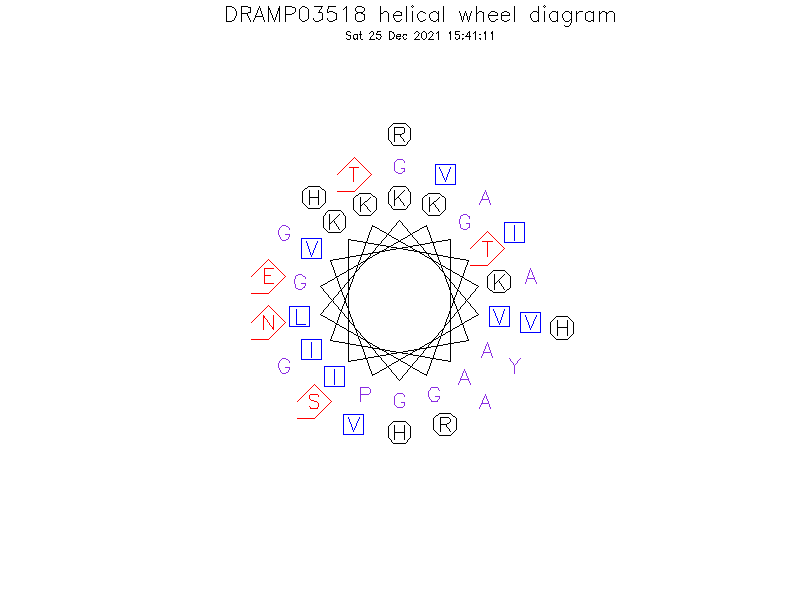 DRAMP03518 helical wheel diagram
Sat 25 Dec 2021 15:41:11
R
T G V
H K K K A
K G I
G V T
E G K A
N L V V H
G I A Y
I A
S P G G A
V H R